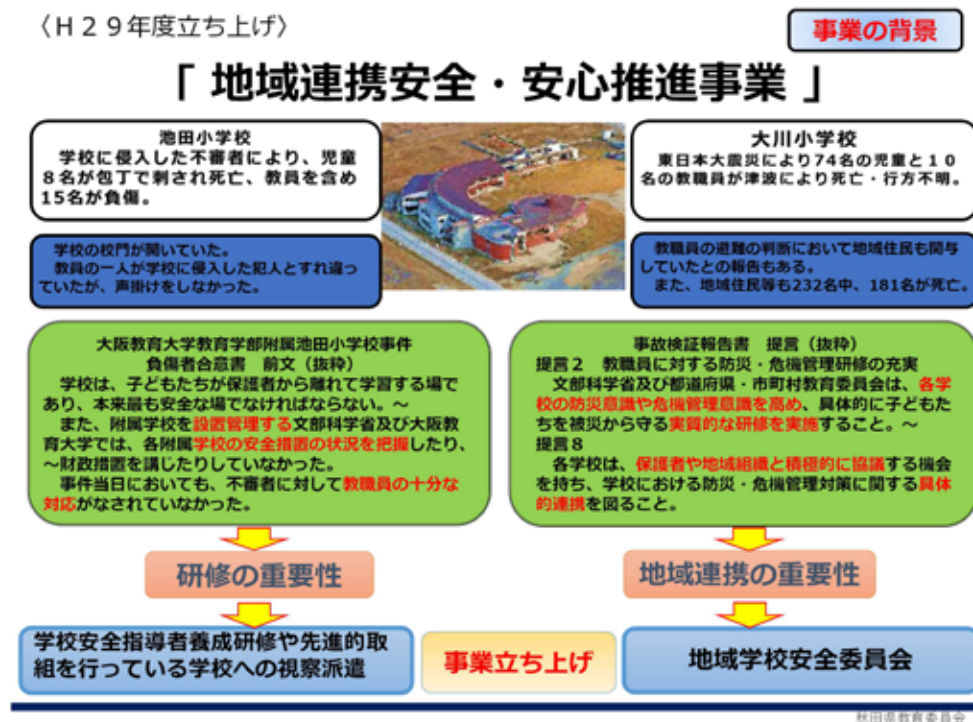 〈H29年度立ち上げ〉
事業の背景
「 地域連携安全・安心推進事業 」
池田小学校
学校に侵入した不審者により、児童
8名が包丁で刺され死亡、教員を含め
15名が負傷。
大川小学校
東日本大震災により74名の児童と10
名の教職員が津波により死亡・行方不明。
学校の校門が開いていた。
教員の一人が学校に侵入した犯人とすれ違っ
ていたが、声掛けをしなかった。
教職員の避難の判断において地域住民も関与
していたとの報告もある。
また、地域住民等も232名中、181名が死亡。
大阪教育大学教育学部附属池田小学校事件
負傷者合意書 前文（抜粋）
学校は、子どもたちが保護者から離れて学習する場で
あり、本来最も安全な場でなければならない。～
また、附属学校を設置管理する文部科学省及び大阪教
育大学では、各附属学校の安全措置の状況を把握したり、
～財政措置を講じたりしていなかった。
事件当日においても、不審者に対して教職員の十分な
対応がなされていなかった。
事故検証報告書 提言（抜粋）
提言2 教職員に対する防災・危機管理研修の充実
文部科学省及び都道府県・市町村教育委員会は、各学
校の防災意識や危機管理意識を高め、具体的に子どもた
ちを被災から守る実質的な研修を実施すること。～
提言8
各学校は、保護者や地域組織と積極的に協議する機会
を持ち、学校における防災・危機管理対策に関する具体
的連携を図ること。
研修の重要性
地域連携の重要性
学校安全指導者養成研修や先進的取
組を行っている学校への視察派遣
事業立ち上げ
地域学校安全委員会
秋田県教育委員会